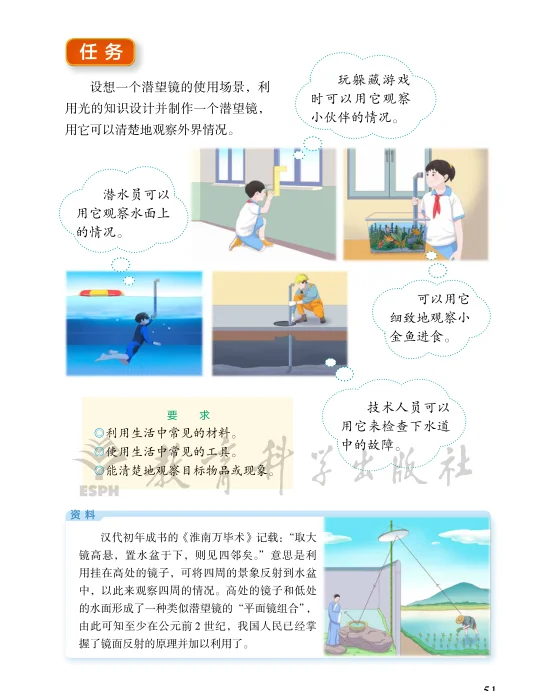 任务
设想一个潜望镜的使用场景，利
用光的知识设计并制作一个潜望镜，
用它可以清楚地观察外界情况。
玩躲藏游戏
时可以用它观察
小伙伴的情况。
潜水员可以
用它观察水面上
的情况。
可以用它
细致地观察小
金鱼进食。
技术人员可以
用它来检查下水道
中的故障。
要 求
◎利用生活中常见的材料。
◎使用生活中常见的工具。
◎能清楚地观察目标物品或现象。
ESPH 教育科学出版社
资料
汉代初年成书的《淮南万毕术》记载：“取大
镜高悬，置水盆于下，则见四邻矣。”意思是利
用挂在高处的镜子，可将四周的景象反射到水盆
中，以此来观察四周的情况。高处的镜子和低处
的水面形成了一种类似潜望镜的“平面镜组合”，
由此可知至少在公元前2世纪，我国人民已经掌
握了镜面反射的原理并加以利用了。
51